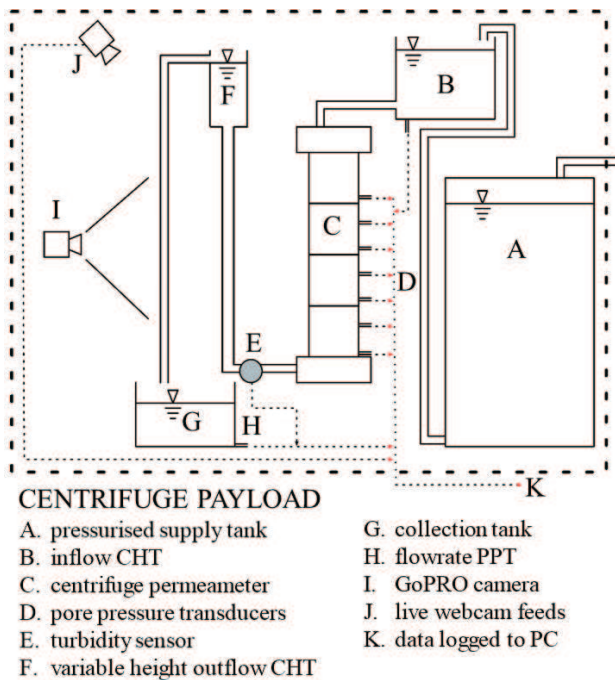 J
F
B
I
C
A
D
E
G
H
K
CENTRIFUGE PAYLOAD
A. pressurised supply tank
B. inflow CHT
C. centrifuge permeameter
D. pore pressure transducers
E. turbidity sensor
F. variable height outflow CHT
G. collection tank
H. flowrate PPT
I. GoPRO camera
J. live webcam feeds
K. data logged to PC